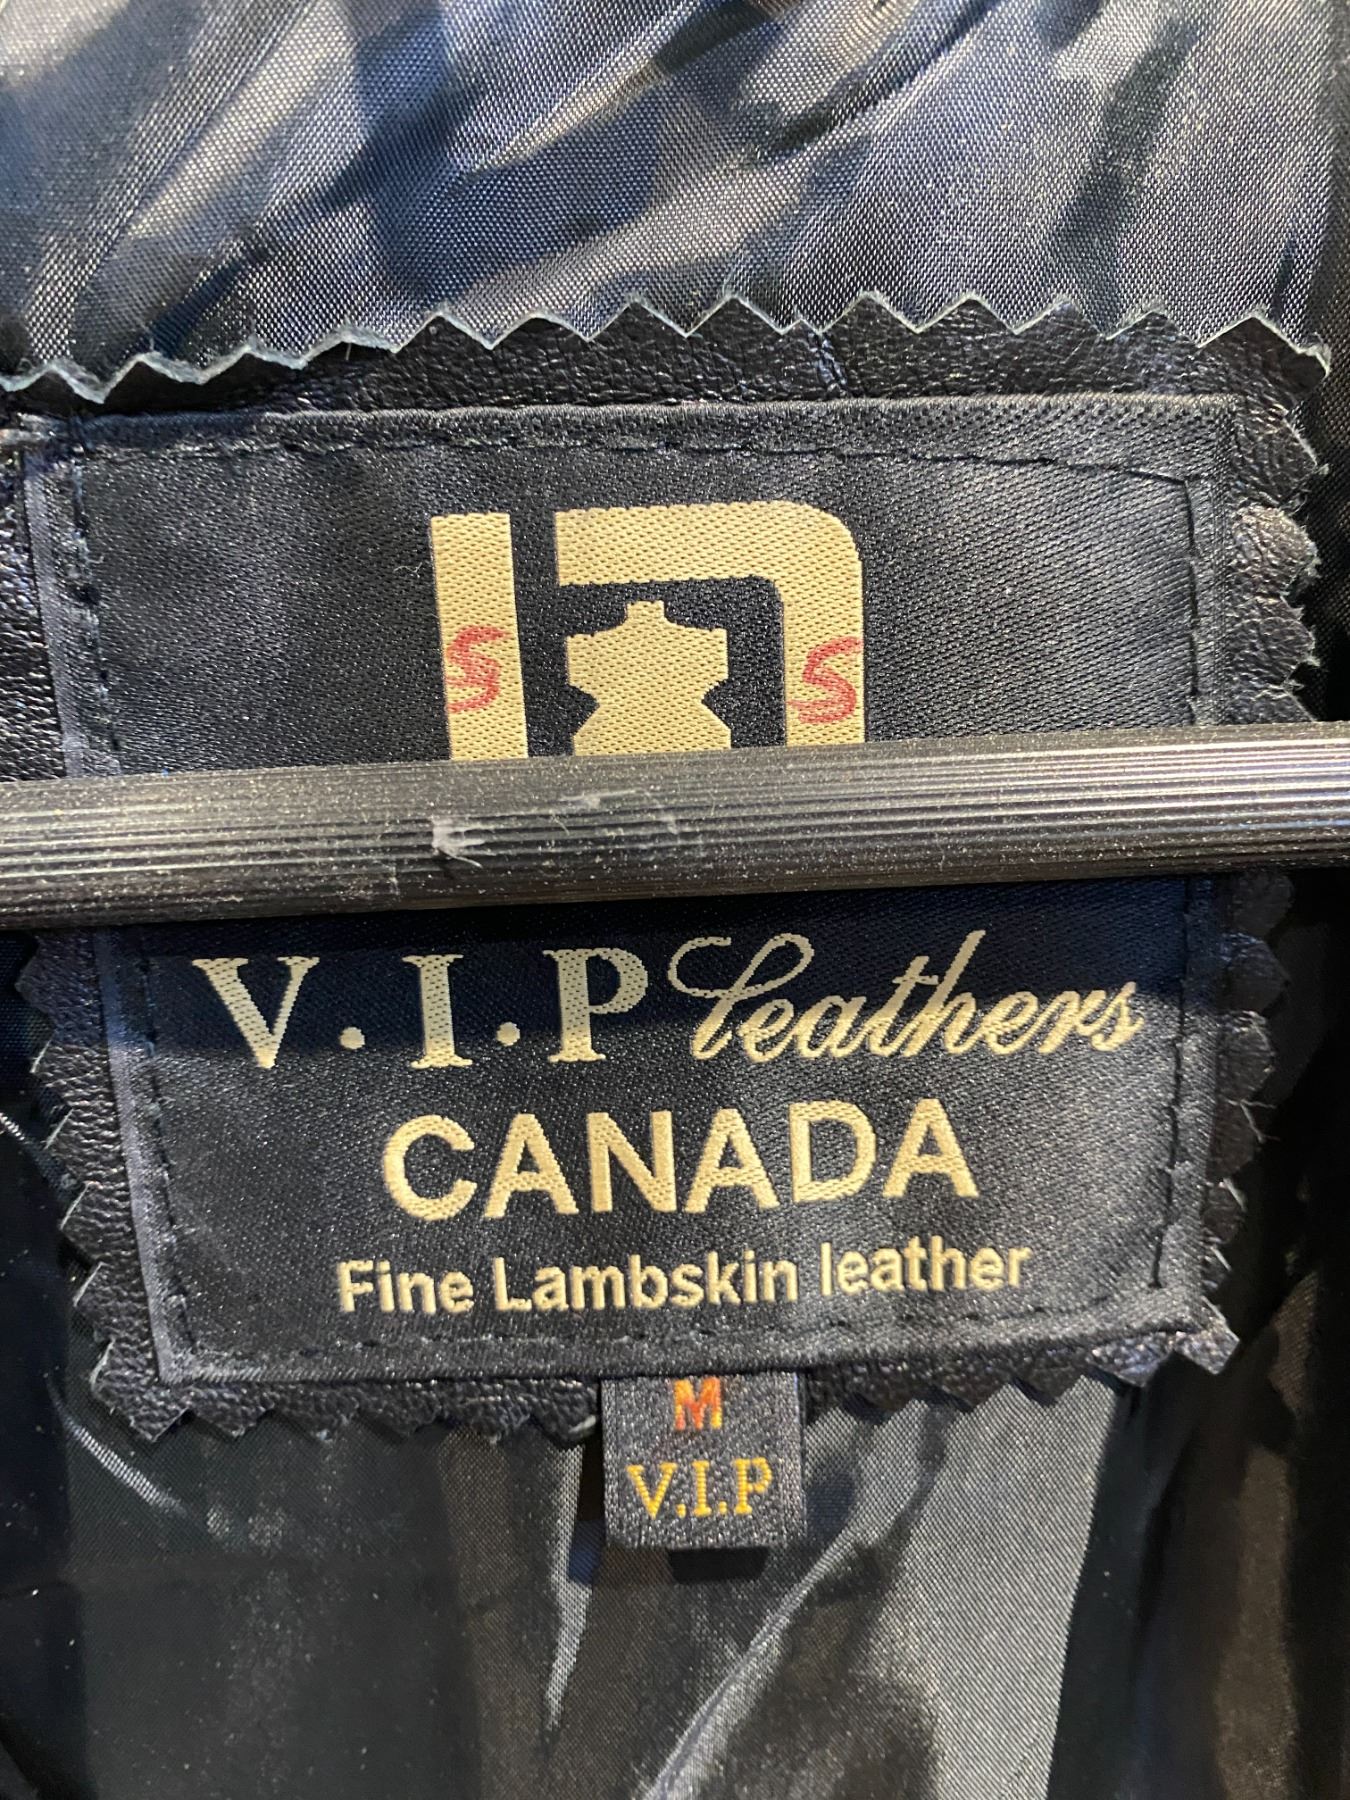 S S
V.I.P Leathers
CANADA
Fine Lambskin leather
M
V.I.P